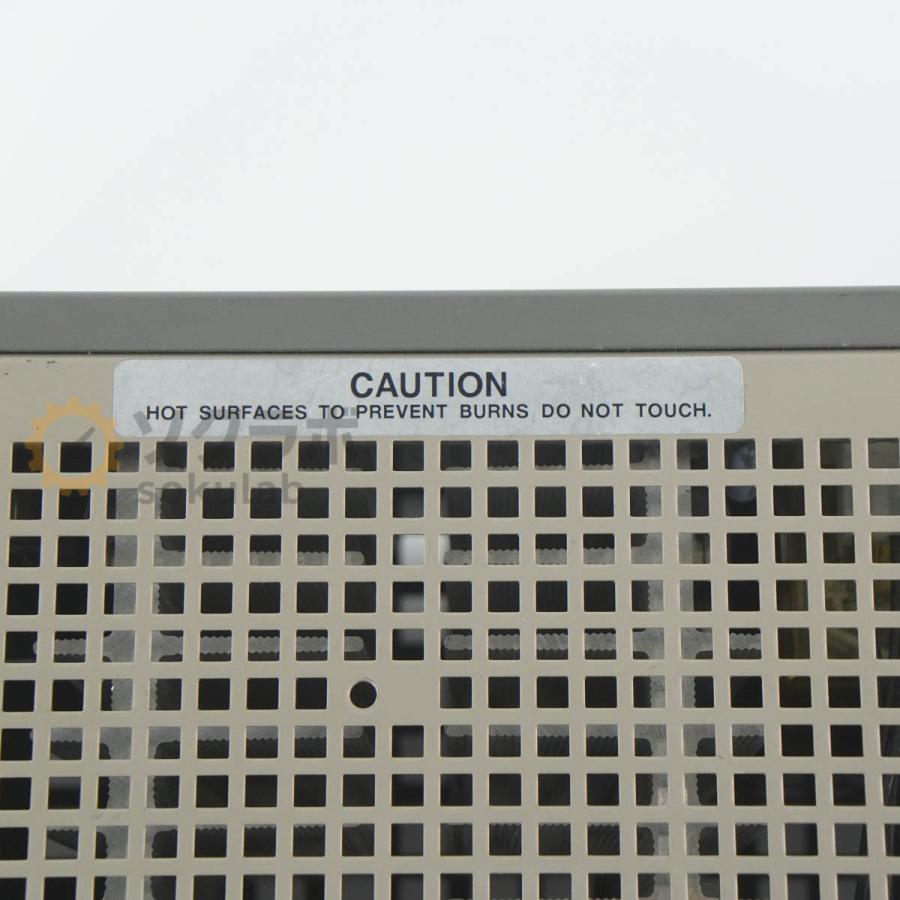 CAUTION
HOT SURFACES TO PREVENT BURNS DO NOT TOUCH.
ソクラボ
sokulab